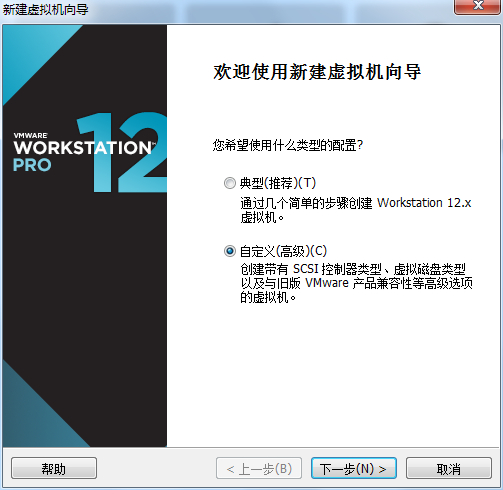 新建虚拟机向导
欢迎使用新建虚拟机向导
VMWARE
WORKSTATION™
PRO
12
您希望使用什么类型的配置?
典型(推荐)(T)
通过几个简单的步骤创建 Workstation 12.x
虚拟机。
自定义(高级)(C)
创建带有 SCSI 控制器类型、虚拟磁盘类型
以及与旧版 VMware 产品兼容性等高级选项
的虚拟机。
帮助
< 上一步(B)
下一步(N) >
取消